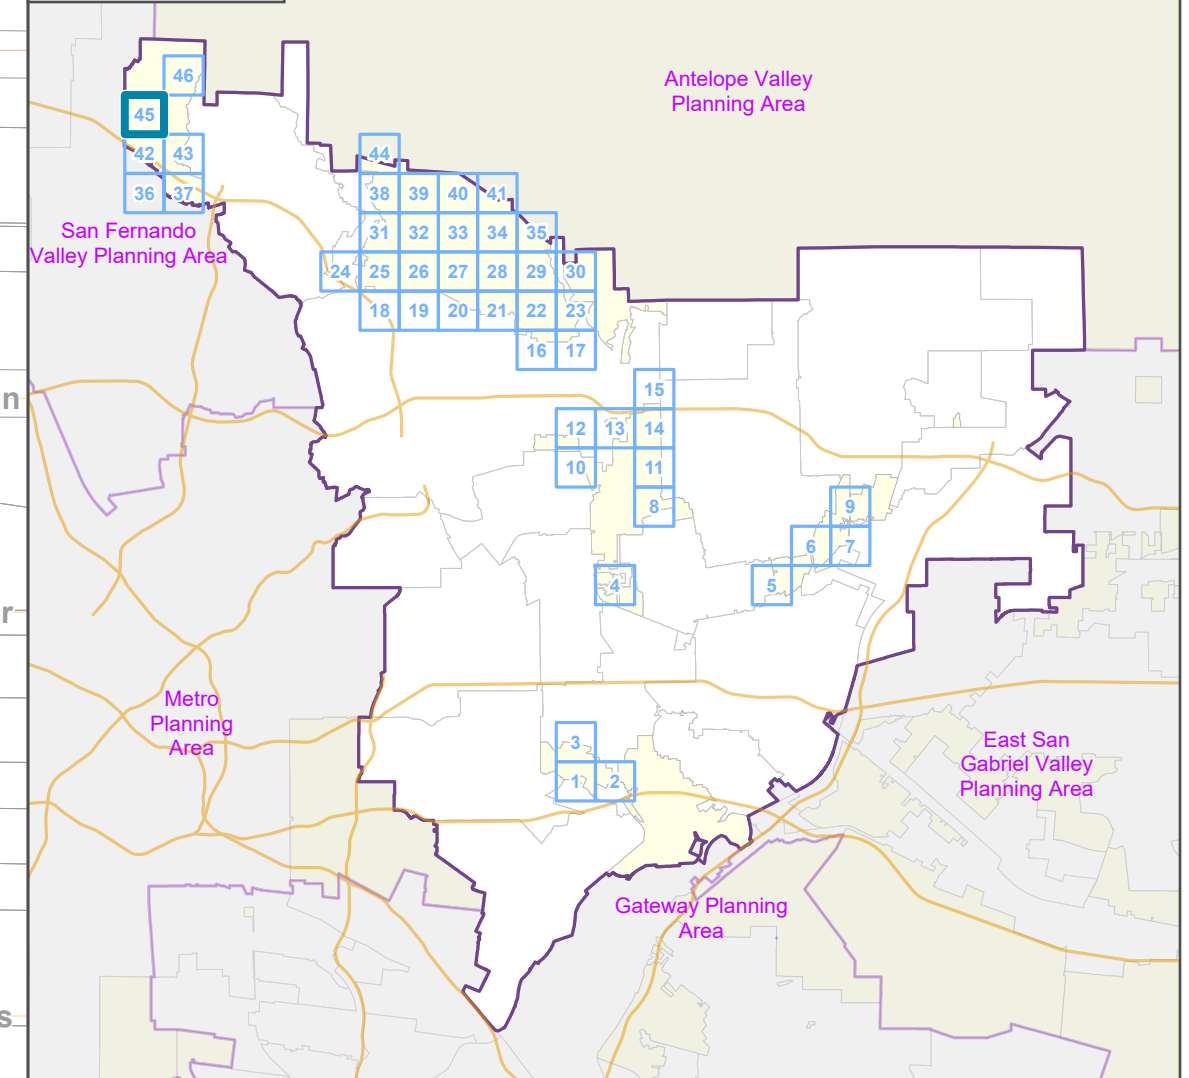 46
Antelope Valley
Planning Area
45
42 43
44
36 37
38 39 40 41
San Fernando
Valley Planning Area
31 32 33 34 35
24 25 26 27 28 29 30
18 19 20 21 22 23
16 17
15
n
12 13 14
10 11
8 9
6 7
4 5
r
Metro
Planning
Area
3
East San
Gabriel Valley
Planning Area
1 2
Gateway Planning
Area
s